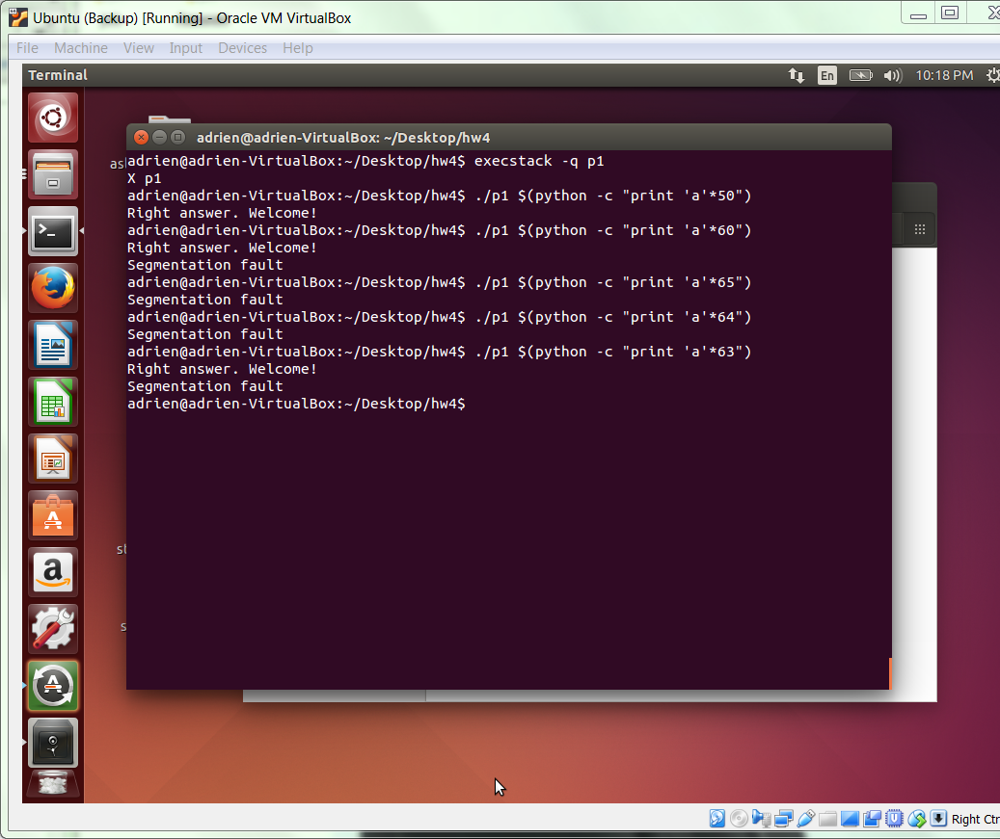 Ubuntu (Backup) [Running] - Oracle VM VirtualBox
File Machine View Input Devices Help
Terminal En 10:18 PM
adrien@adrien-VirtualBox: ~/Desktop/hw4
adrien@adrien-VirtualBox:~/Desktop/hw4$ execstack -q p1
X p1
adrien@adrien-VirtualBox:~/Desktop/hw4$ ./p1 $(python -c "print 'a'*50")
Right answer. Welcome!
adrien@adrien-VirtualBox:~/Desktop/hw4$ ./p1 $(python -c "print 'a'*60")
Right answer. Welcome!
Segmentation fault
adrien@adrien-VirtualBox:~/Desktop/hw4$ ./p1 $(python -c "print 'a'*65")
Segmentation fault
adrien@adrien-VirtualBox:~/Desktop/hw4$ ./p1 $(python -c "print 'a'*64")
Segmentation fault
adrien@adrien-VirtualBox:~/Desktop/hw4$ ./p1 $(python -c "print 'a'*63")
Right answer. Welcome!
Segmentation fault
adrien@adrien-VirtualBox:~/Desktop/hw4$
Right Ctr